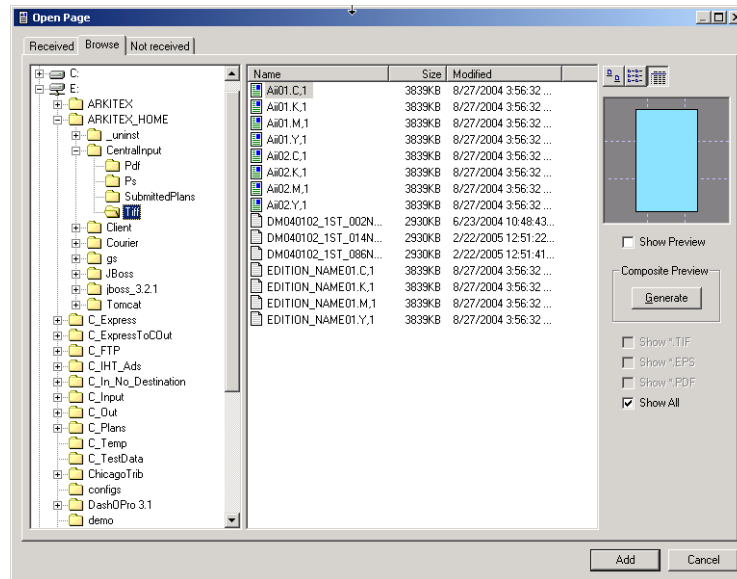 Open Page
Received Browse Not received
C:
E:
ARKITEX
ARKITEX_HOME
_uninst
CentralInput
Pdf
Ps
SubmittedPlans
Tiff
Client
Courier
gs
JBoss
jboss_3.2.1
Tomcat
C_Express
C_ExpressToCOut
C_FTP
C_IHT_Ads
C_In_No_Destination
C_Input
C_Out
C_Plans
C_Temp
C_TestData
ChicagoTrib
configs
DashOPro 3.1
demo
Name Size Modified
Aii01.C,1 3839KB 8/27/2004 3:56:32 ...
Aii01.K,1 3839KB 8/27/2004 3:56:32 ...
Aii01.M,1 3839KB 8/27/2004 3:56:32 ...
Aii01.Y,1 3839KB 8/27/2004 3:56:32 ...
Aii02.C,1 3839KB 8/27/2004 3:56:32 ...
Aii02.K,1 3839KB 8/27/2004 3:56:32 ...
Aii02.M,1 3839KB 8/27/2004 3:56:32 ...
Aii02.Y,1 3839KB 8/27/2004 3:56:32 ...
DM040102_1ST_002N... 2930KB 6/23/2004 10:48:43...
DM040102_1ST_014N... 2930KB 2/22/2005 12:51:22...
DM040102_1ST_086N... 2930KB 2/22/2005 12:51:41...
EDITION_NAME01.C,1 3839KB 8/27/2004 3:56:32 ...
EDITION_NAME01.K,1 3839KB 8/27/2004 3:56:32 ...
EDITION_NAME01.M,1 3839KB 8/27/2004 3:56:32 ...
EDITION_NAME01.Y,1 3839KB 8/27/2004 3:56:32 ...
Show Preview
Composite Preview
Generate
Show *.TIF
Show *.EPS
Show *.PDF
Show All
Add Cancel